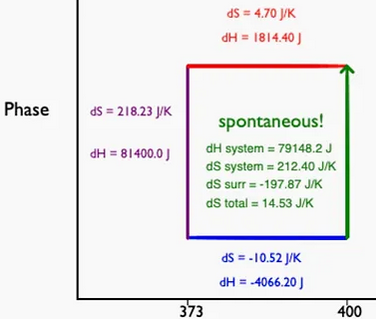 dS = 4.70 J/K
dH = 1814.40 J
Phase
dS = 218.23 J/K
dH = 81400.0 J
spontaneous!
dH system = 79148.2 J
dS system = 212.40 J/K
dS surr = -197.87 J/K
dS total = 14.53 J/K
dS = -10.52 J/K
dH = -4066.20 J
373
400